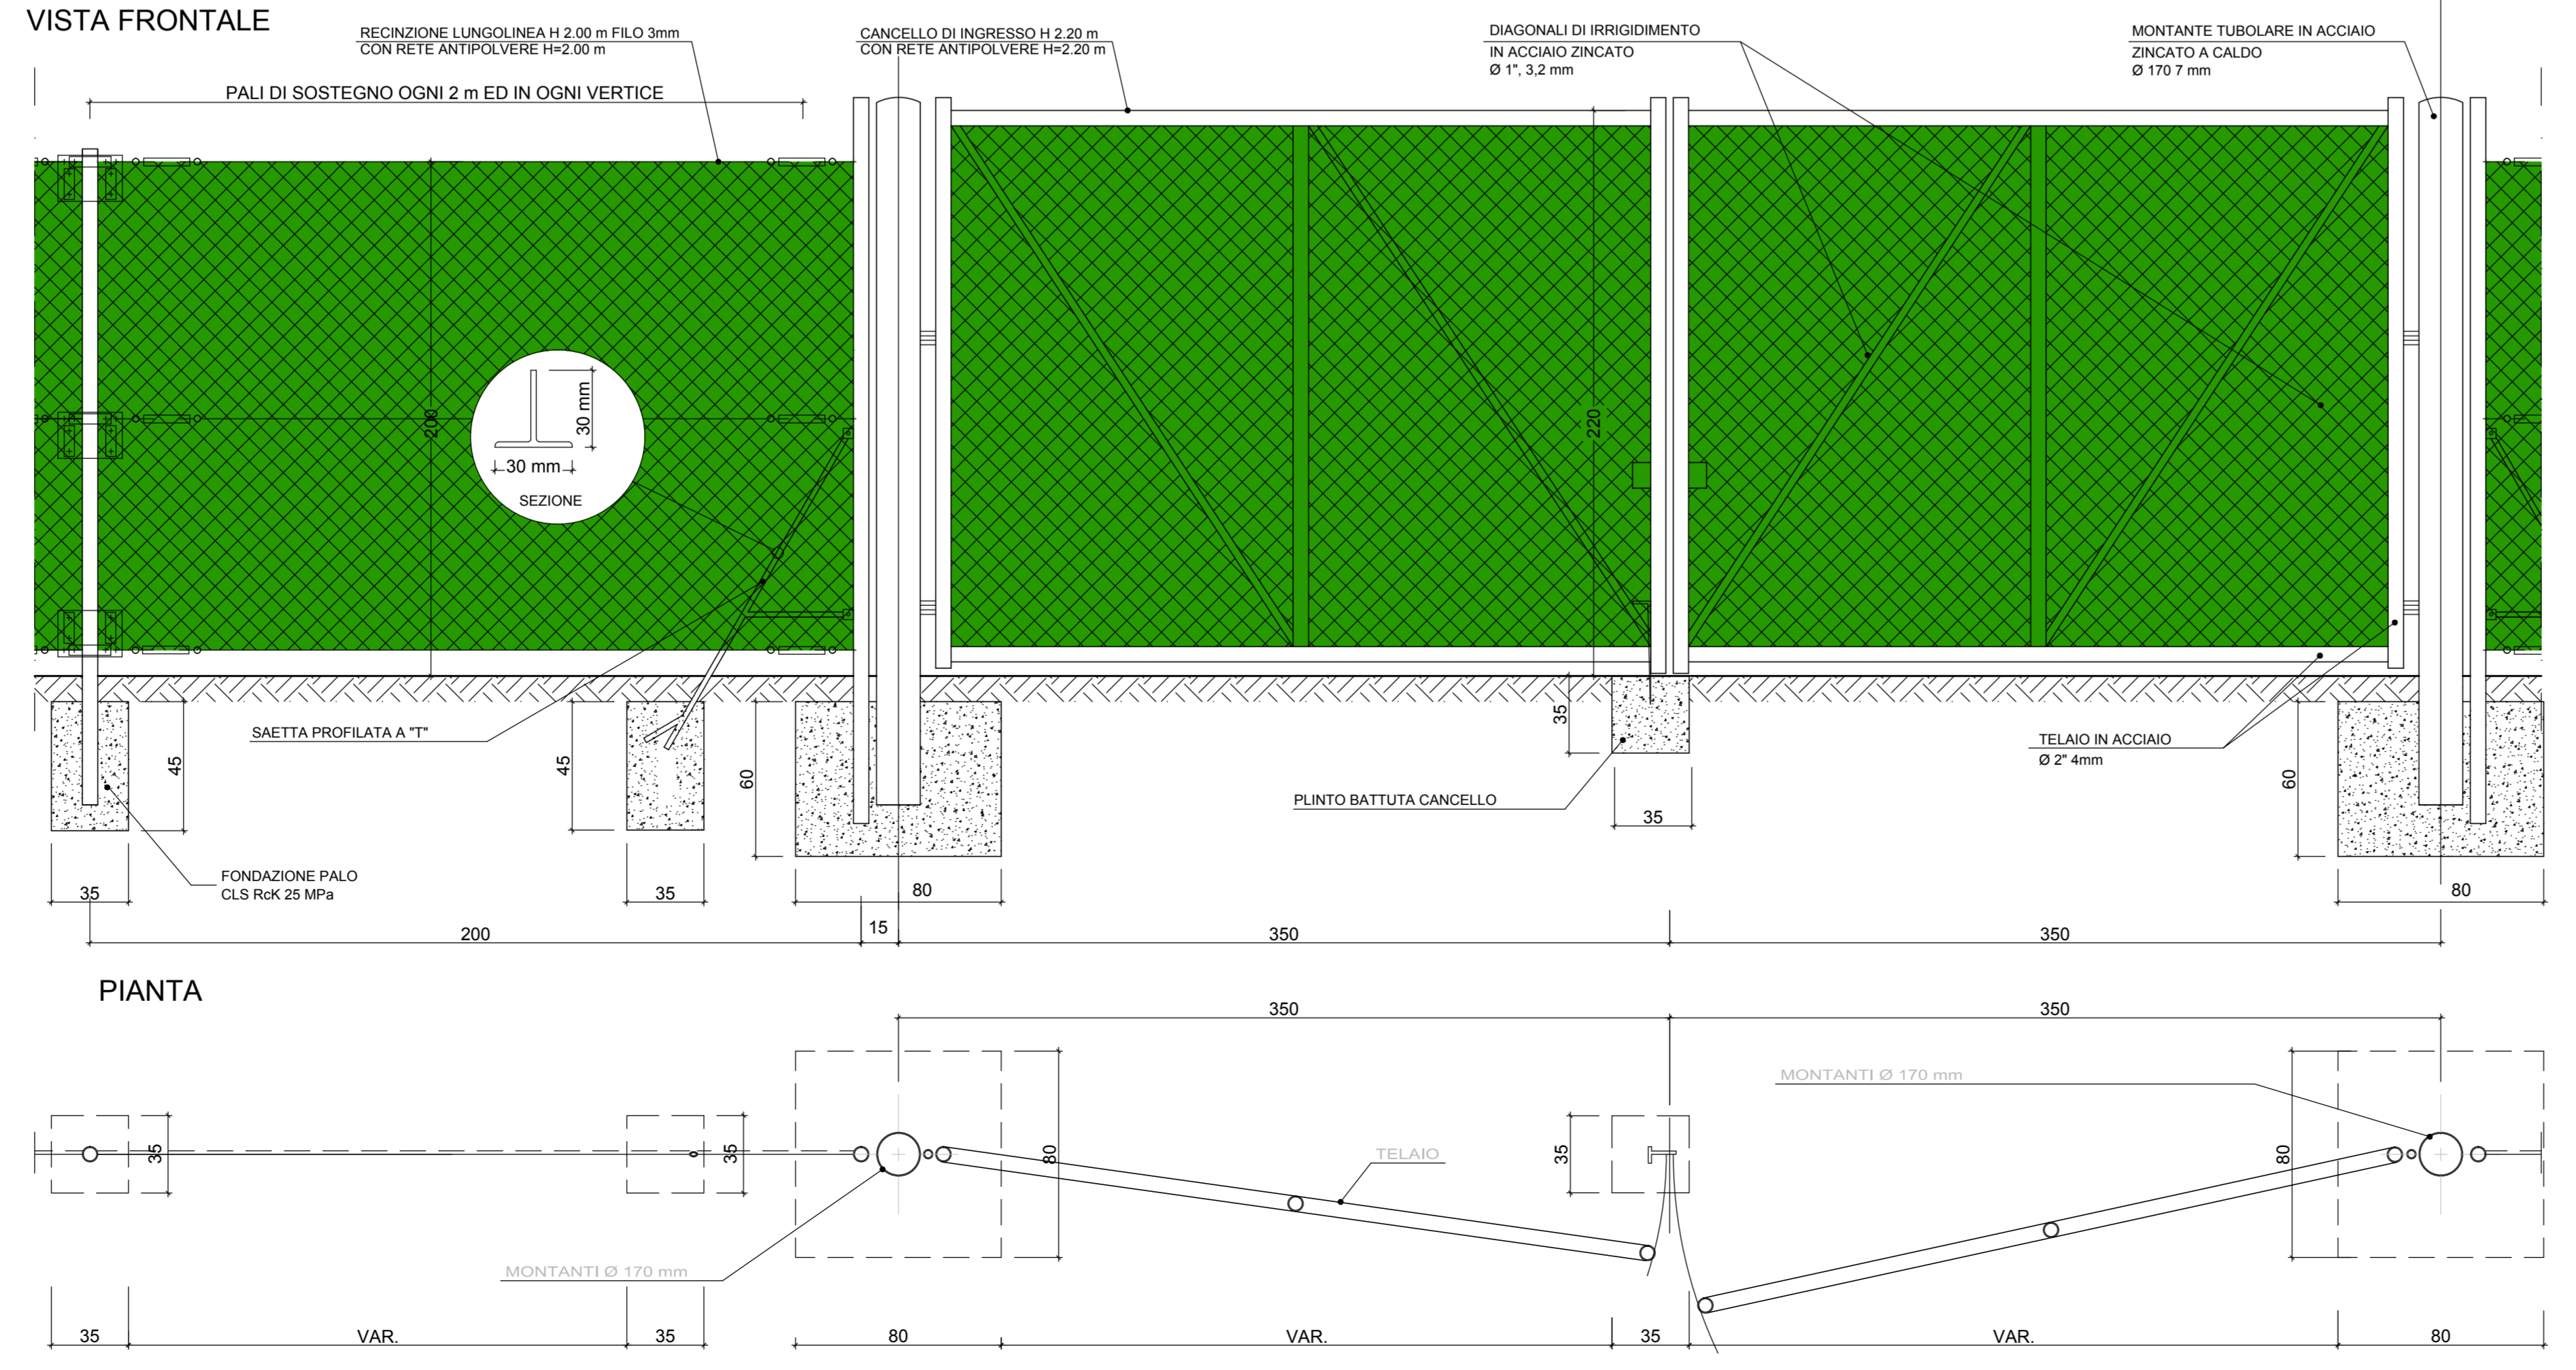 VISTA FRONTALE
RECINZIONE LUNGOLINEA H 2.00 m FILO 3mm
CON RETE ANTIPOLVERE H=2.00 m
CANCELLO DI INGRESSO H 2.20 m
CON RETE ANTIPOLVERE H=2.20 m
DIAGONALI DI IRRIGIDIMENTO
IN ACCIAIO ZINCATO
Ø 1", 3,2 mm
MONTANTE TUBOLARE IN ACCIAIO
ZINCATO A CALDO
Ø 170 7 mm
PALI DI SOSTEGNO OGNI 2 m ED IN OGNI VERTICE
200
30 mm
30 mm
SEZIONE
220
SAETTA PROFILATA A "T"
45
45
60
35
PLINTO BATTUTA CANCELLO
35
TELAIO IN ACCIAIO
Ø 2" 4mm
60
FONDAZIONE PALO
CLS RcK 25 MPa
35
35
80
80
200
15
350
350
PIANTA
350
350
35
35
80
35
80
MONTANTI Ø 170 mm
TELAIO
MONTANTI Ø 170 mm
35
VAR.
35
80
VAR.
35
VAR.
80